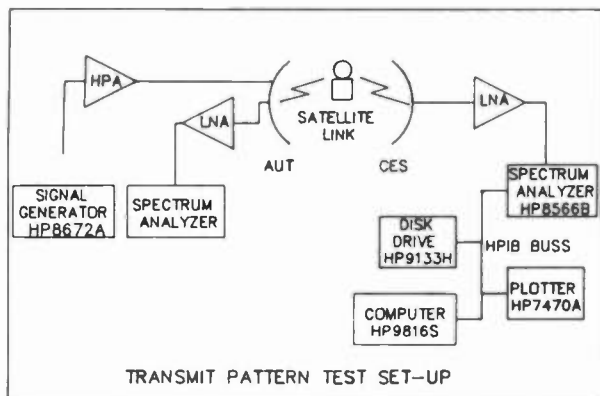 HPA
LNA
SATELLITE
LINK
LNA
AUT
CES
SIGNAL
GENERATOR
HP8672A
SPECTRUM
ANALYZER
SPECTRUM
ANALYZER
HP8566B
DISK
DRIVE
HP9133H
HPIB BUSS
PLOTTER
HP7470A
COMPUTER
HP9816S
TRANSMIT PATTERN TEST SET-UP